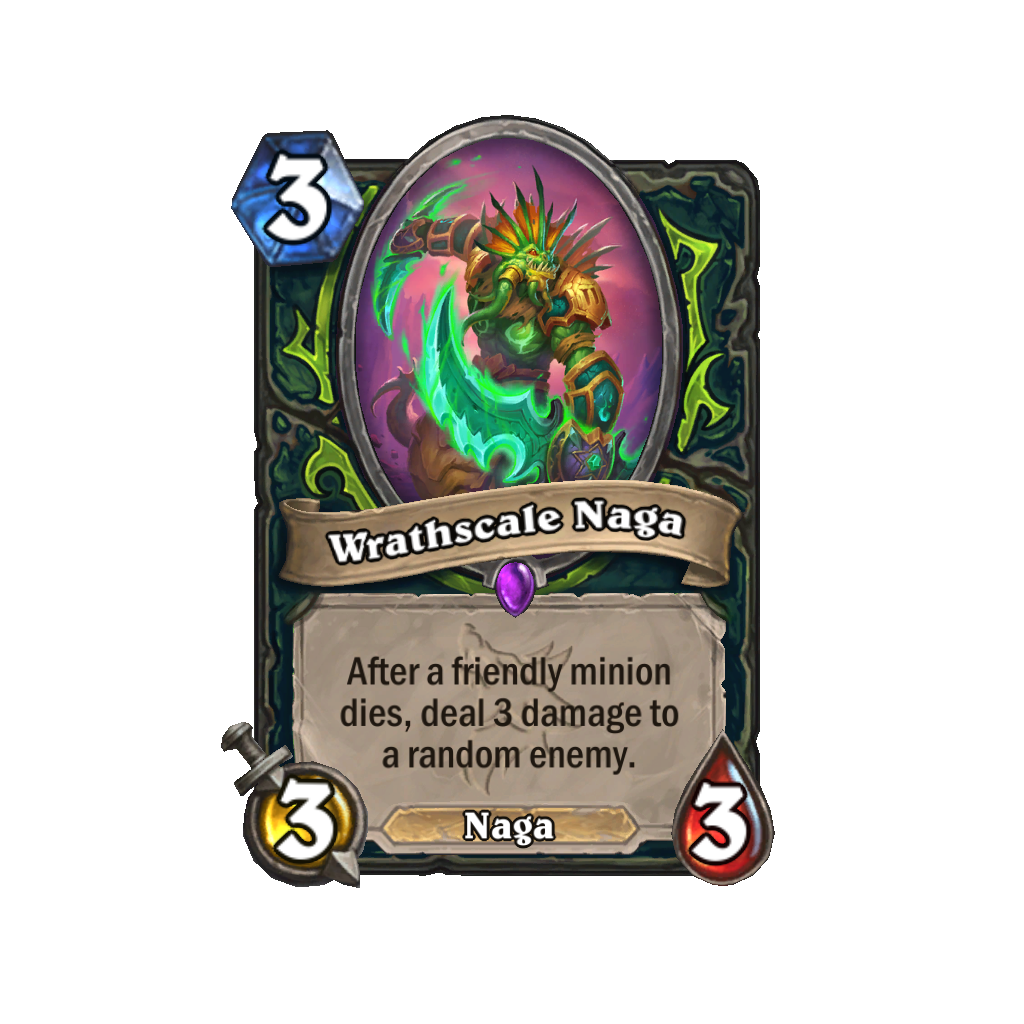 3
Wrathscale Naga
After a friendly minion
dies, deal 3 damage to
a random enemy.
3
Naga
3